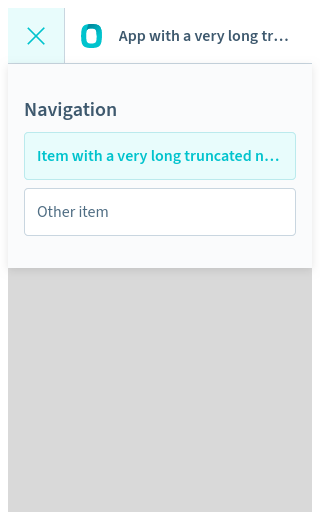 App with a very long tr…
Navigation
Item with a very long truncated n…
Other item